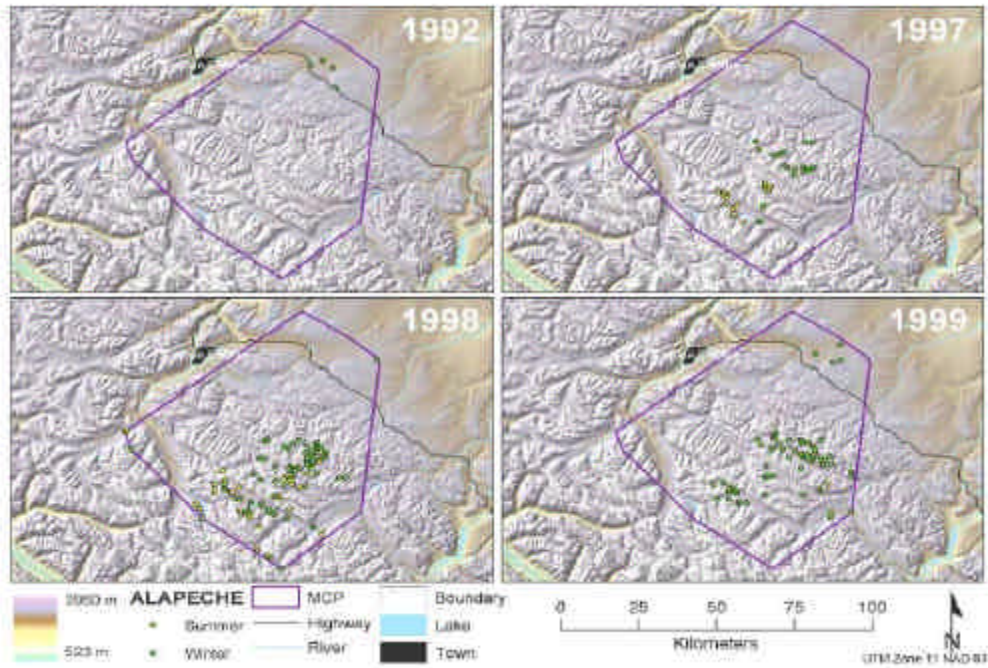 1992
1997
1998
1999
ALAPECHE
Summer
Winter
523 m
MCP
Highway
River
Boundary
Lake
Town
0 25 50 75 100
Kilometers
N
UTM Zone 11 NAD 83